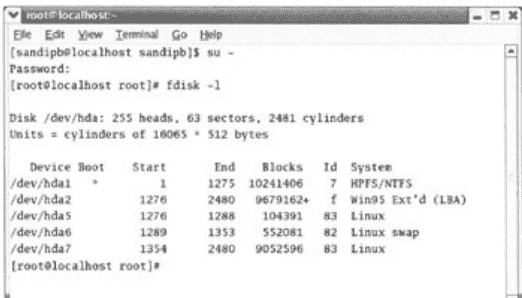 root@localhost:~
File Edit View Terminal Go Help
[sandipb@localhost sandipb]$ su -
Password:
[root@localhost root]# fdisk -l
Disk /dev/hda: 255 heads, 63 sectors, 2481 cylinders
Units = cylinders of 16065 * 512 bytes
Device Boot Start End Blocks Id System
/dev/hda1 * 1 1275 10241406 7 HPFS/NTFS
/dev/hda2 1276 2480 9679162+ f Win95 Ext'd (LBA)
/dev/hda5 1276 1288 104391 83 Linux
/dev/hda6 1289 1353 552081 82 Linux swap
/dev/hda7 1354 2480 9052596 83 Linux
[root@localhost root]#